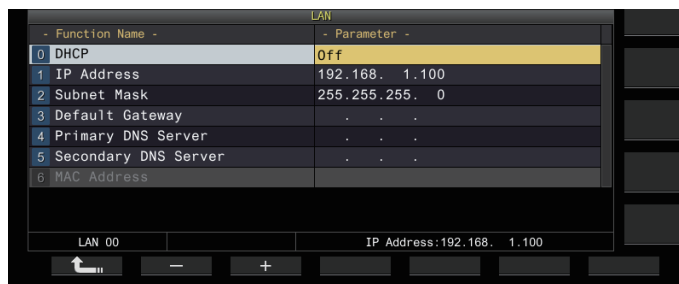 LAN
- Function Name - - Parameter -
0 DHCP Off
1 IP Address 192.168.  1.100
2 Subnet Mask 255.255.255.  0
3 Default Gateway .   .   .
4 Primary DNS Server .   .   .
5 Secondary DNS Server .   .   .
6 MAC Address
LAN 00 IP Address:192.168.  1.100
− +